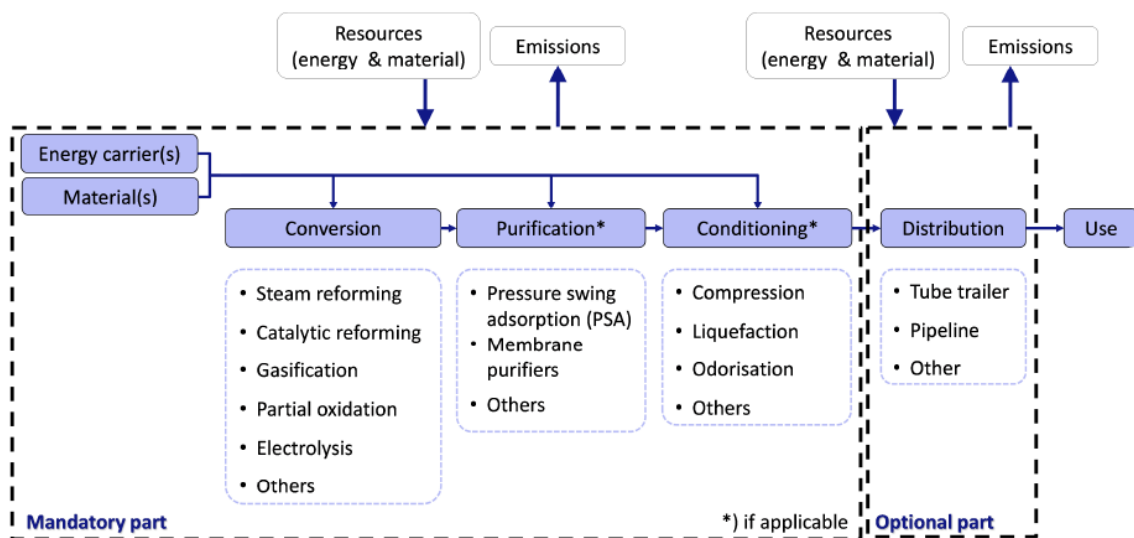 Resources
(energy & material)
Emissions
Resources
(energy & material)
Emissions
Energy carrier(s)
Material(s)
Conversion
Purification*
Conditioning*
Distribution
Use
• Steam reforming
• Catalytic reforming
• Gasification
• Partial oxidation
• Electrolysis
• Others
• Pressure swing
adsorption (PSA)
• Membrane
purifiers
• Others
• Compression
• Liquefaction
• Odorisation
• Others
• Tube trailer
• Pipeline
• Other
Mandatory part
*) if applicable
Optional part